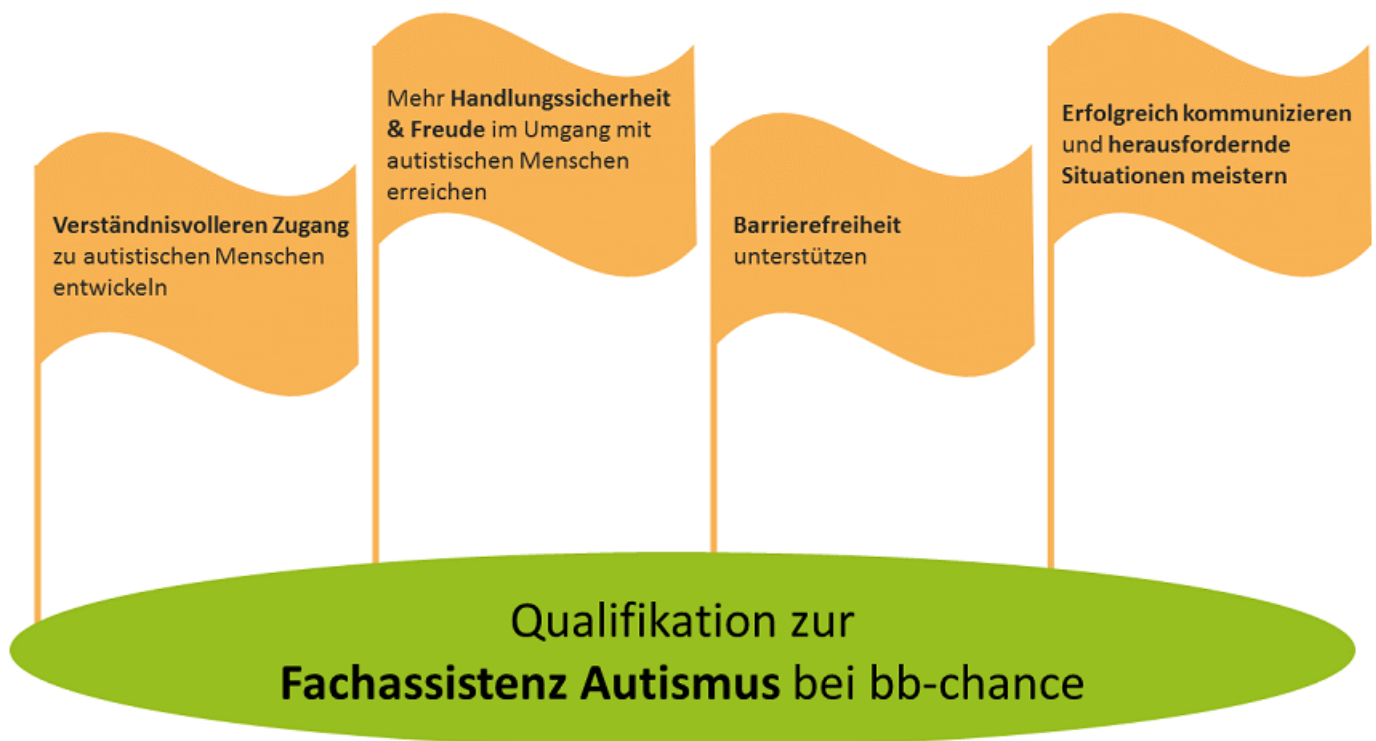 Verständnisvolleren Zugang
zu autistischen Menschen
entwickeln
Mehr Handlungssicherheit
& Freude im Umgang mit
autistischen Menschen
erreichen
Barrierefreiheit
unterstützen
Erfolgreich kommunizieren
und herausfordernde
Situationen meistern
Qualifikation zur
Fachassistenz Autismus bei bb-chance